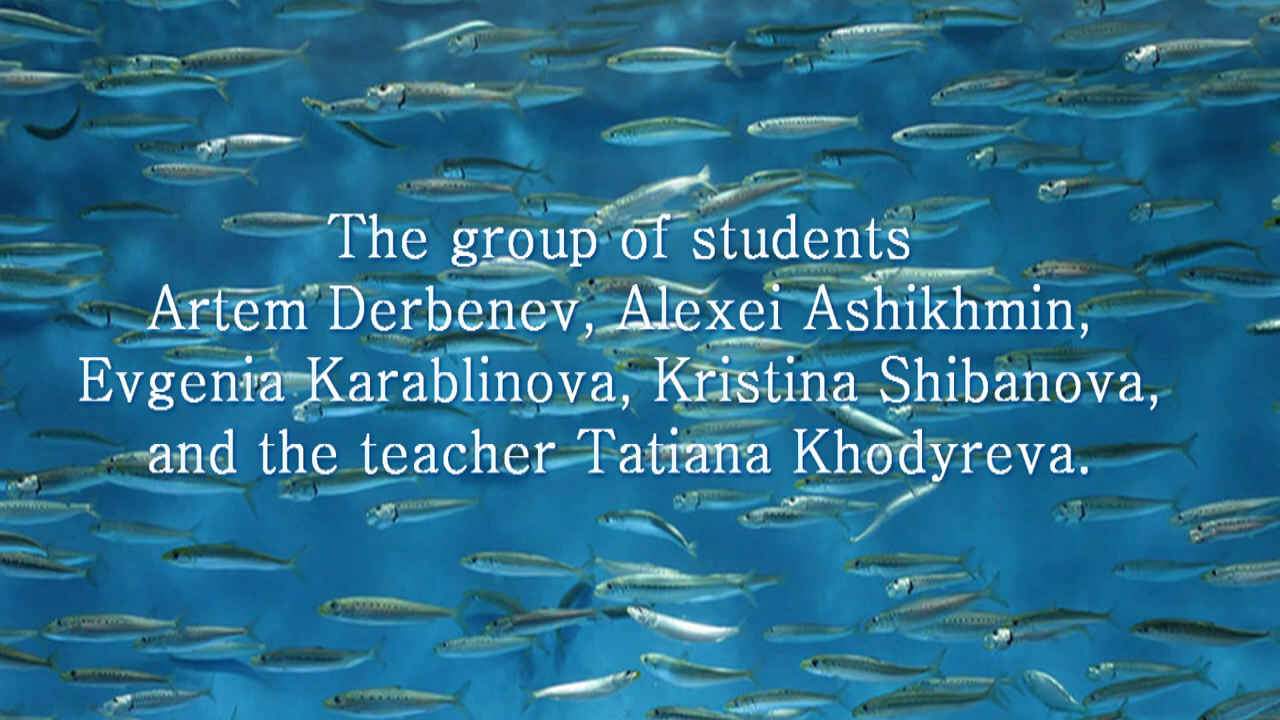 The group of students
Artem Derbenev, Alexei Ashikhmin,
Evgenia Karablinova, Kristina Shibanova,
and the teacher Tatiana Khodyreva.